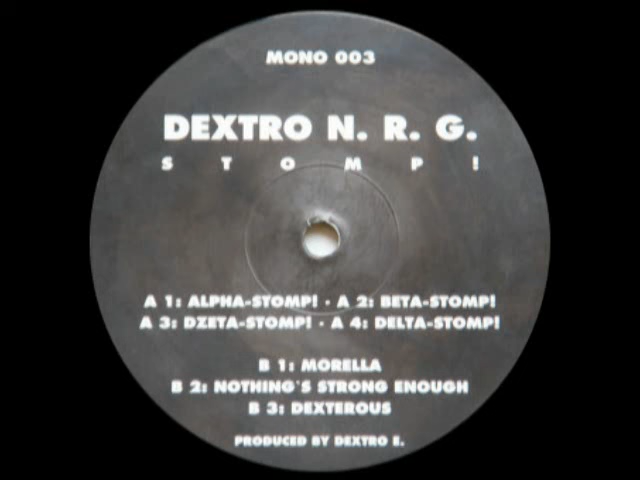 MONO 003
DEXTRO N. R. G.
STOMP!
A 1: ALPHA-STOMP! · A 2: BETA-STOMP!
A 3: DZETA-STOMP! · A 4: DELTA-STOMP!
B 1: MORELLA
B 2: NOTHING'S STRONG ENOUGH
B 3: DEXTEROUS
PRODUCED BY DEXTRO E.